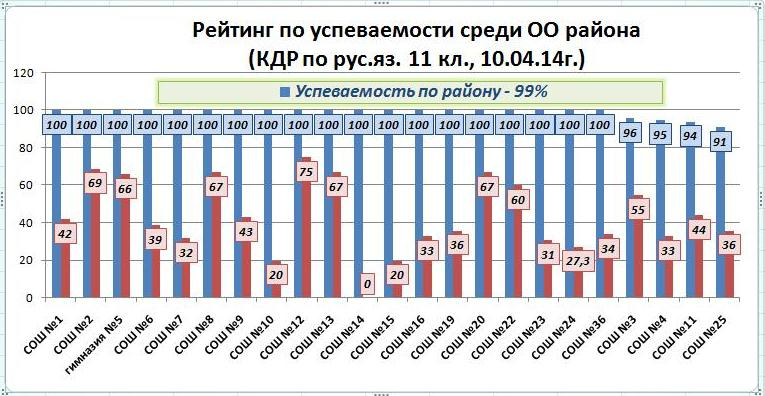 Рейтинг по успеваемости среди ОО района
(КДР по рус.яз. 11 кл., 10.04.14г.)
Успеваемость по району - 99%
120
100
80
60
40
20
0
100 100 100 100 100 100 100 100 100 100 100 100 100 100 100 100 100 100 100 96 95 94 91
42 69 66 39 32 67 43 20 75 67 0 20 33 36 67 60 31 27,3 34 55 33 44 36
СОШ №1
СОШ №2
гимназия №5
СОШ №6
СОШ №7
СОШ №8
СОШ №9
СОШ №10
СОШ №12
СОШ №13
СОШ №14
СОШ №15
СОШ №16
СОШ №19
СОШ №20
СОШ №22
СОШ №23
СОШ №24
СОШ №36
СОШ №3
СОШ №4
СОШ №11
СОШ №25